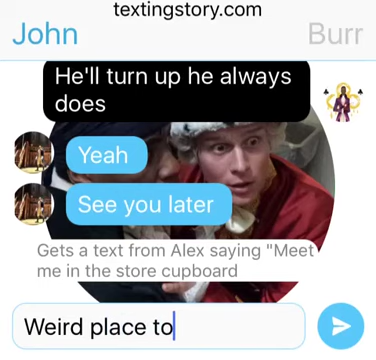 textingstory.com
John
Burr
He'll turn up he always
does
Yeah
See you later
Gets a text from Alex saying "Meet
me in the store cupboard
Weird place to